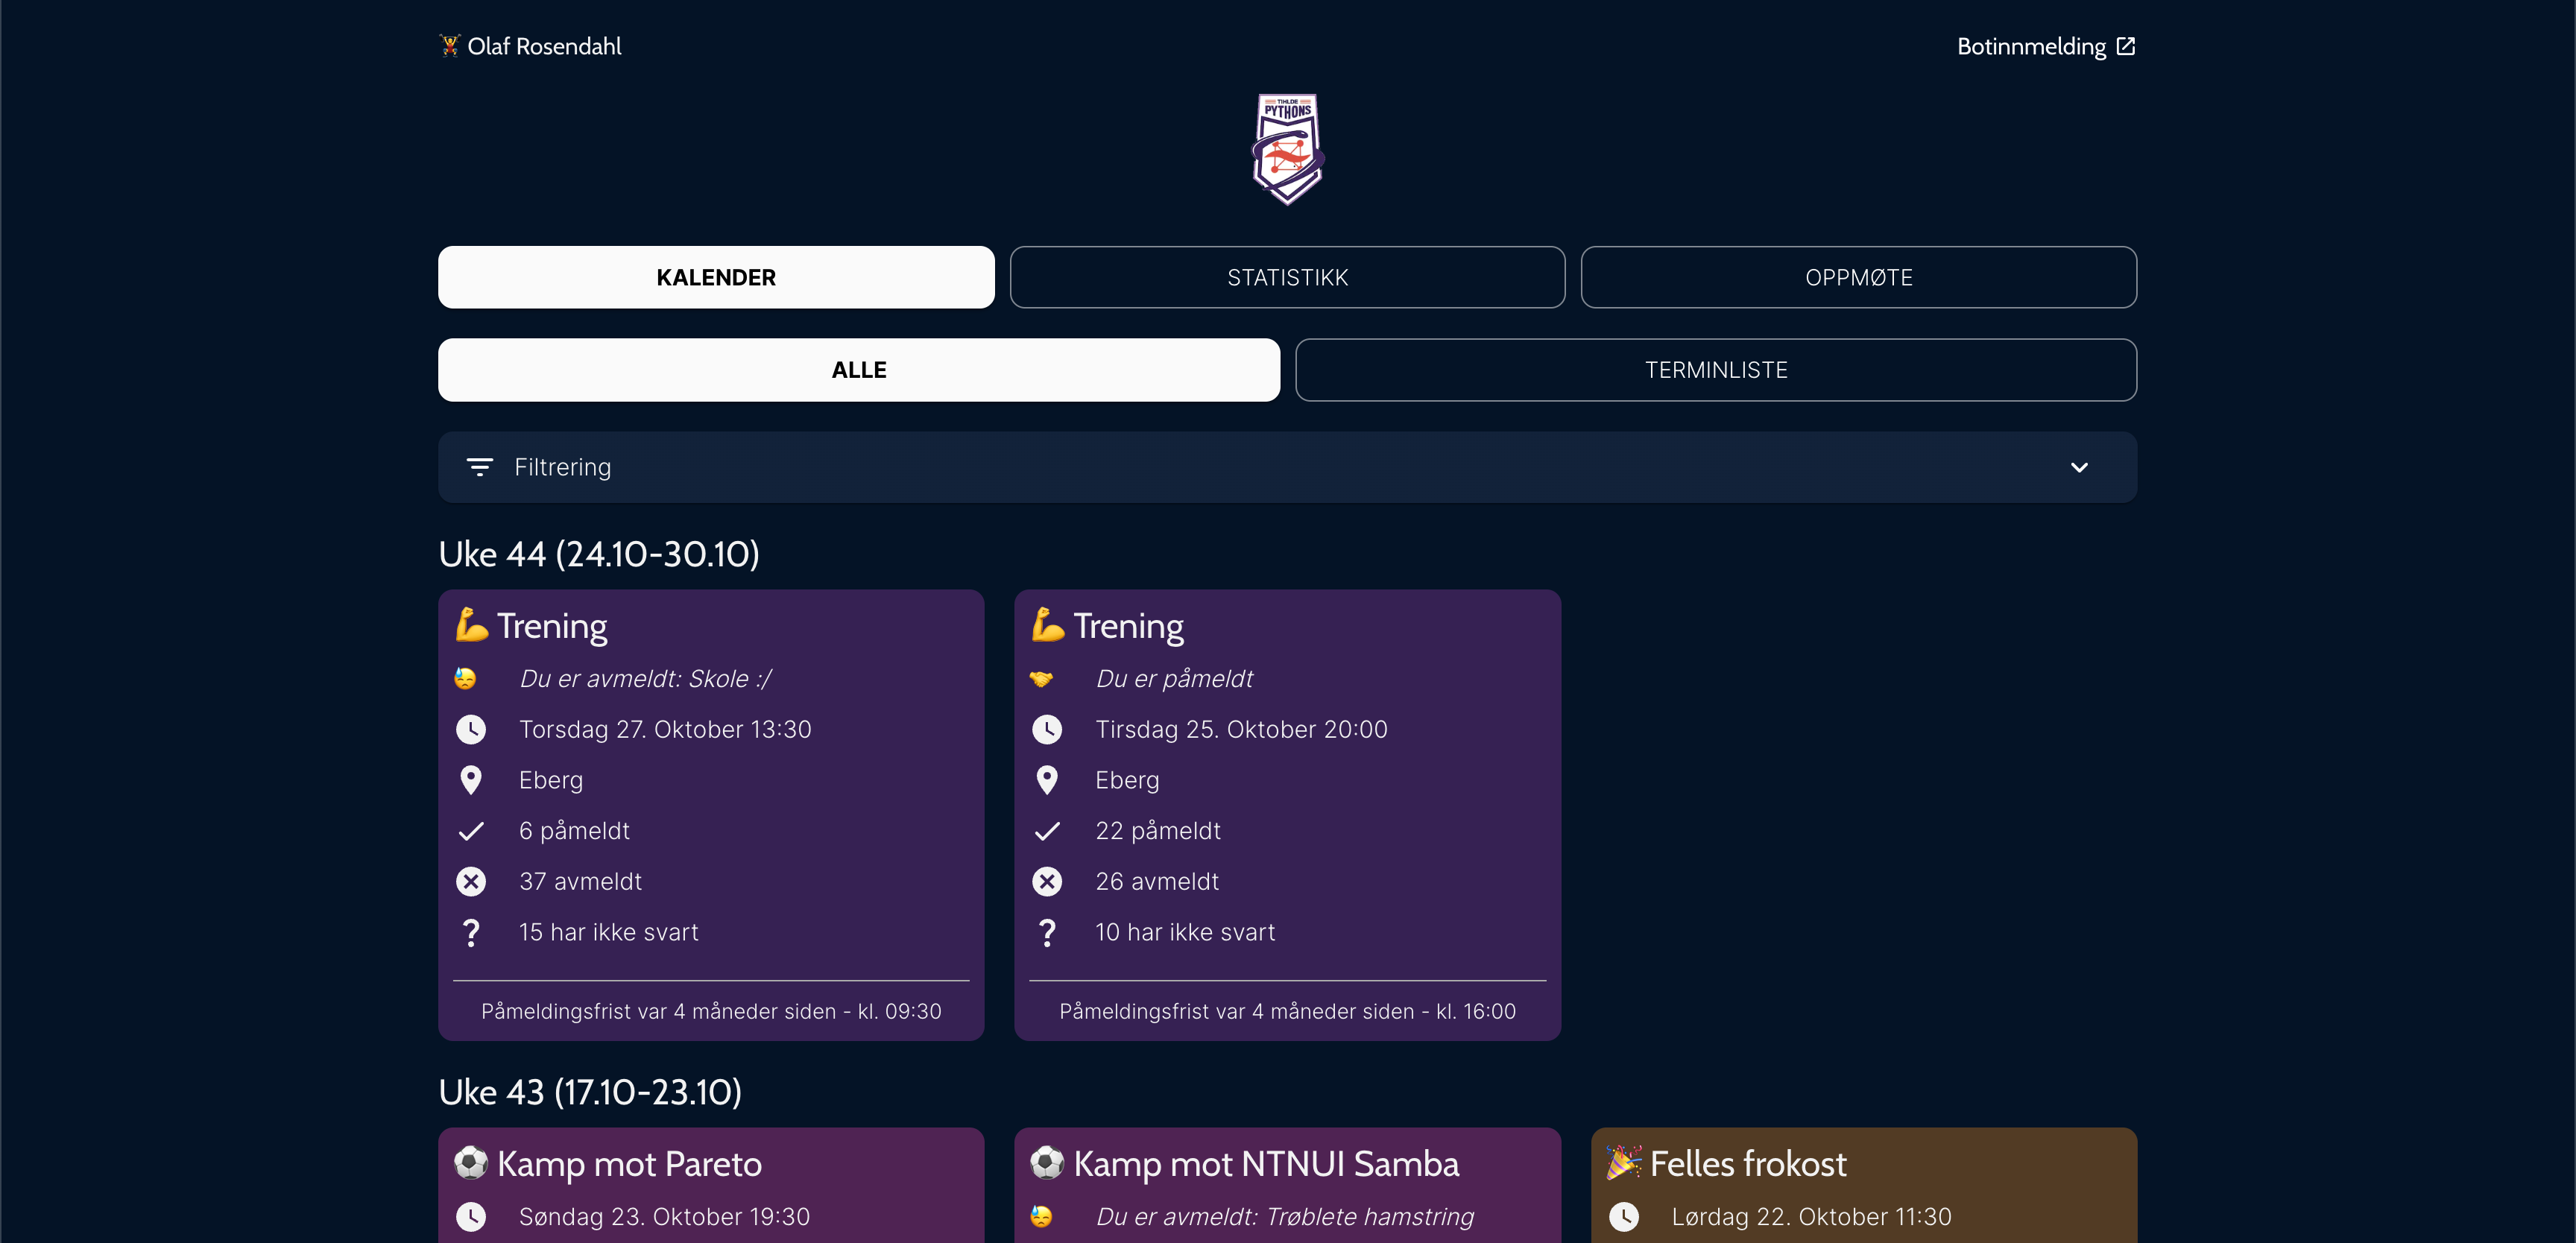 Olaf Rosendahl
Botinnmelding
TIHLDE
PYTHONS
KALENDER
STATISTIKK
OPPMØTE
ALLE
TERMINLISTE
Filtrering
Uke 44 (24.10-30.10)
Trening
Du er avmeldt: Skole :/
Torsdag 27. Oktober 13:30
Eberg
6 påmeldt
37 avmeldt
15 har ikke svart
Påmeldingsfrist var 4 måneder siden - kl. 09:30
Trening
Du er påmeldt
Tirsdag 25. Oktober 20:00
Eberg
22 påmeldt
26 avmeldt
10 har ikke svart
Påmeldingsfrist var 4 måneder siden - kl. 16:00
Uke 43 (17.10-23.10)
Kamp mot Pareto
Søndag 23. Oktober 19:30
Kamp mot NTNUI Samba
Du er avmeldt: Trøblete hamstring
Felles frokost
Lørdag 22. Oktober 11:30